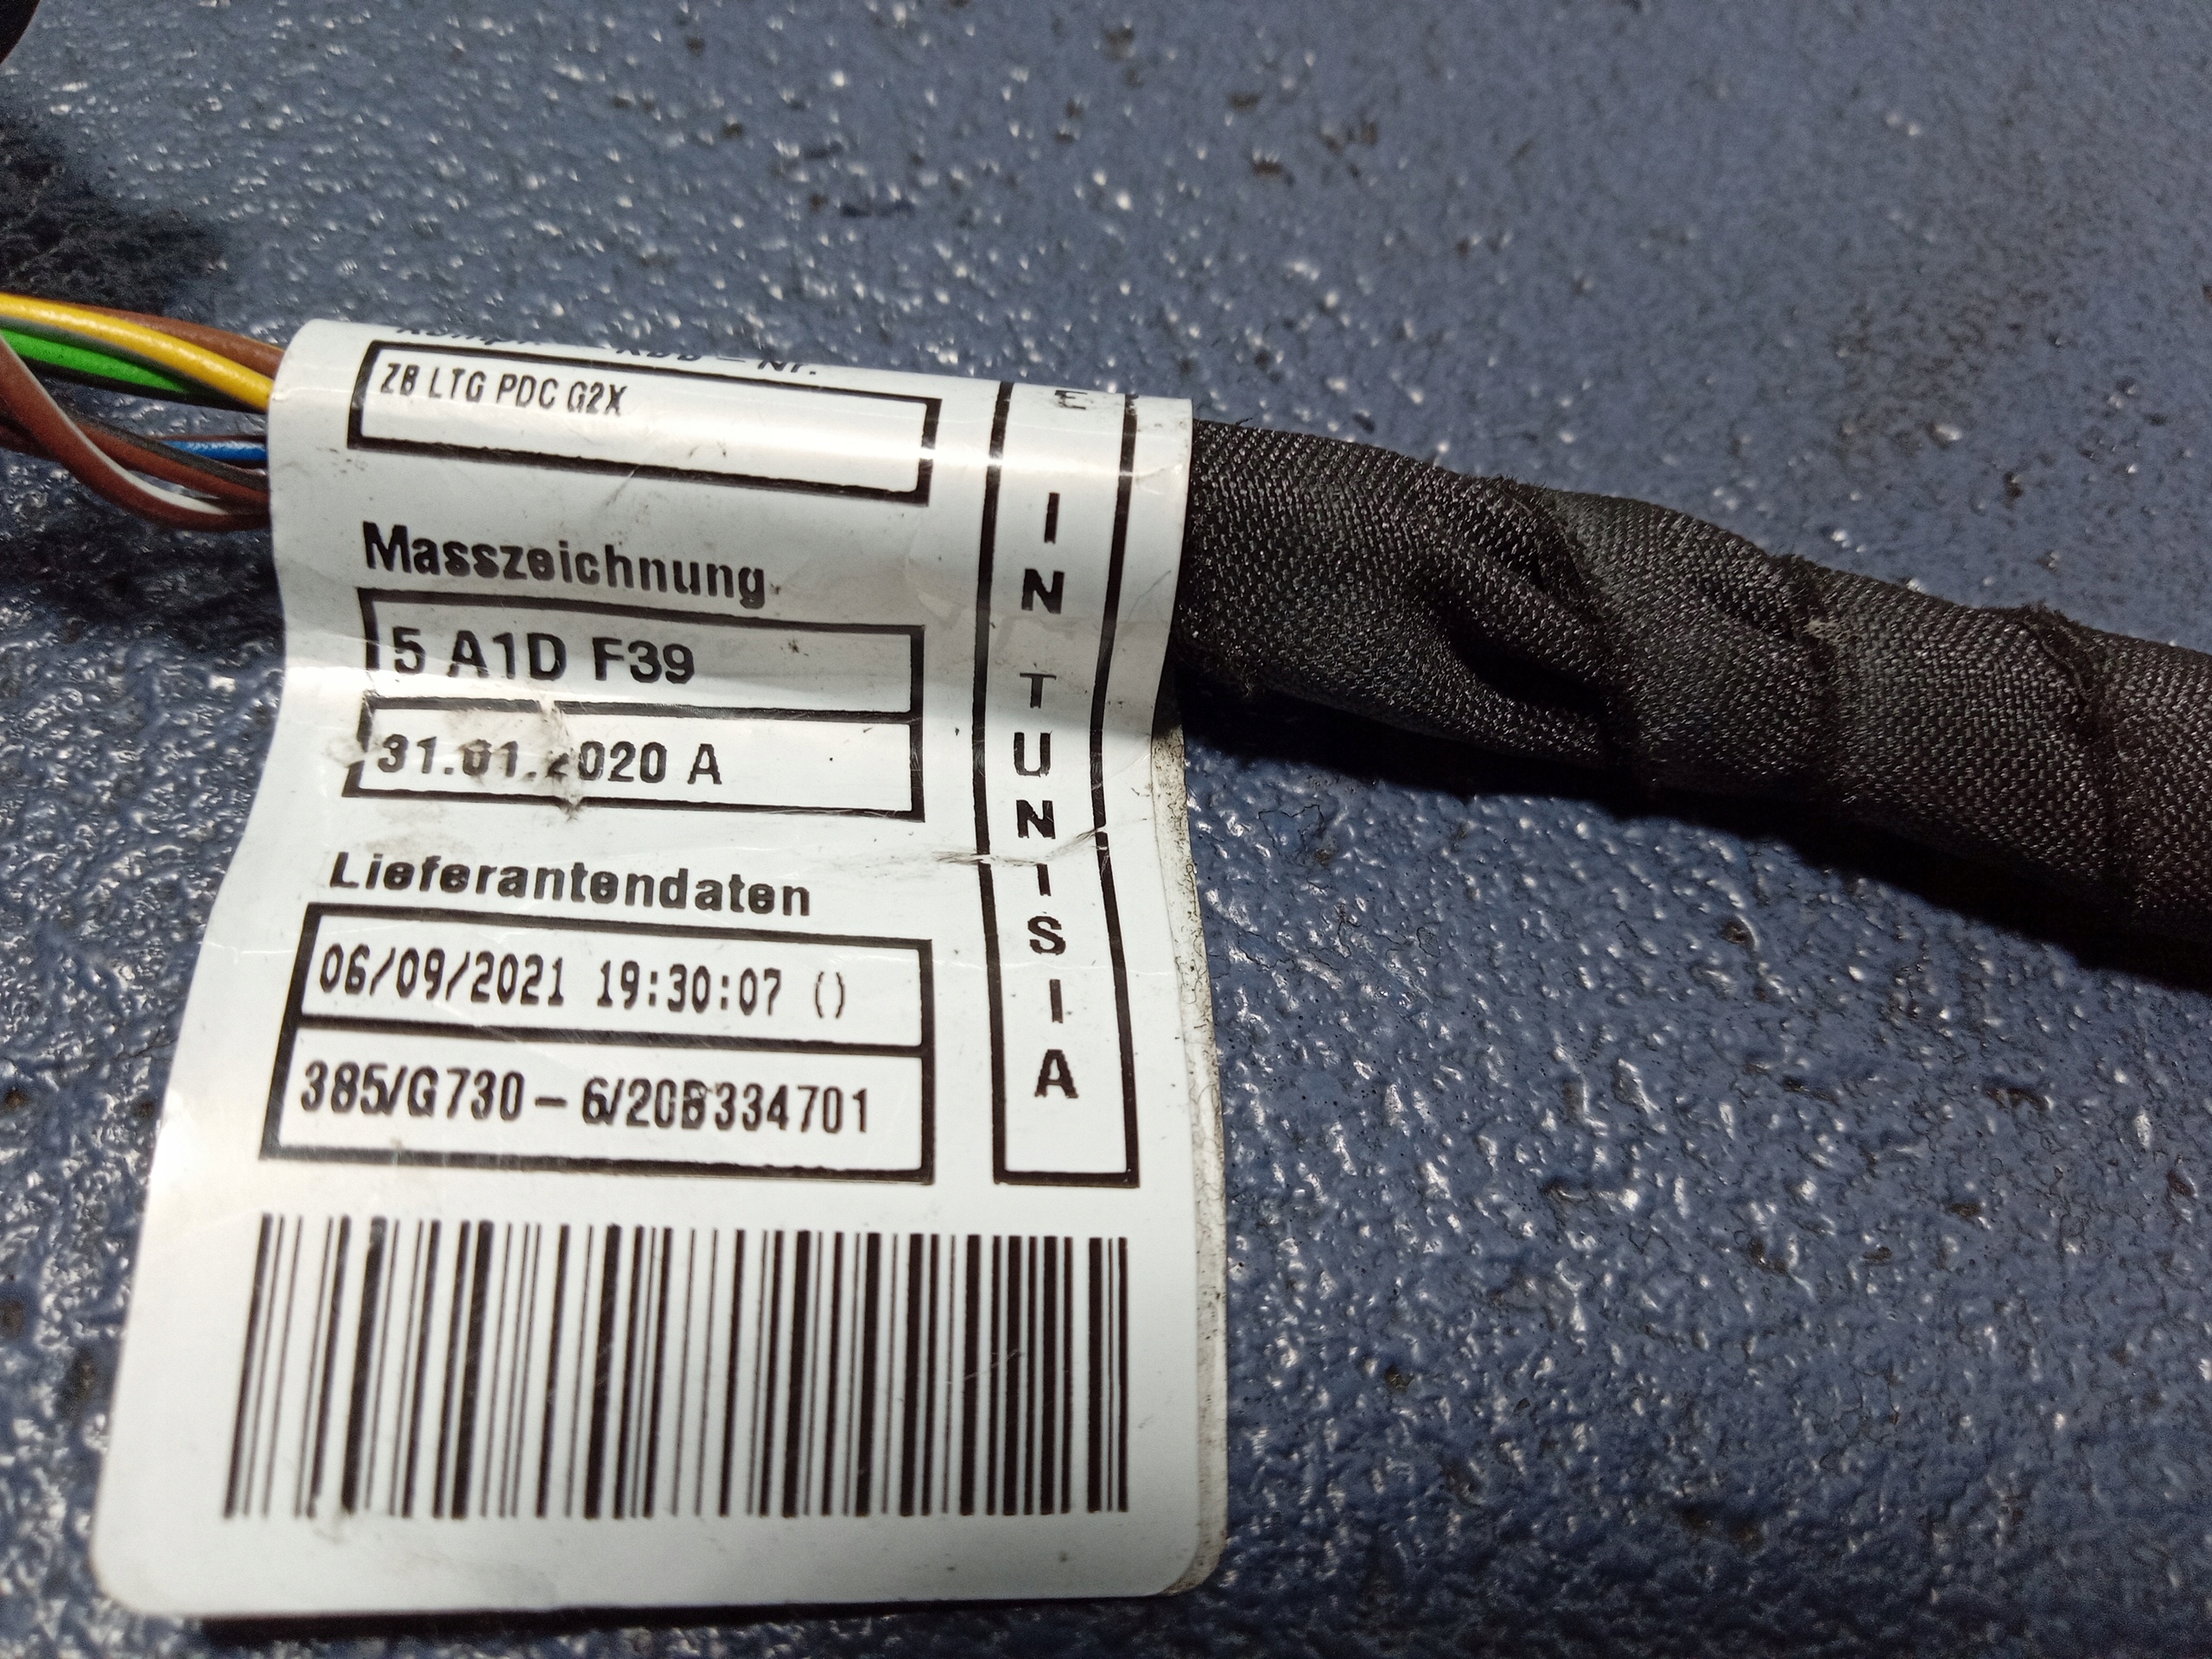 ZB LTG PDC G2X
Masszeichnung
5 A1D F39
31.01.2020 A
Lieferantendaten
06/09/2021 19:30:07 ()
385/G730-6/20B334701
IN TUNISIA